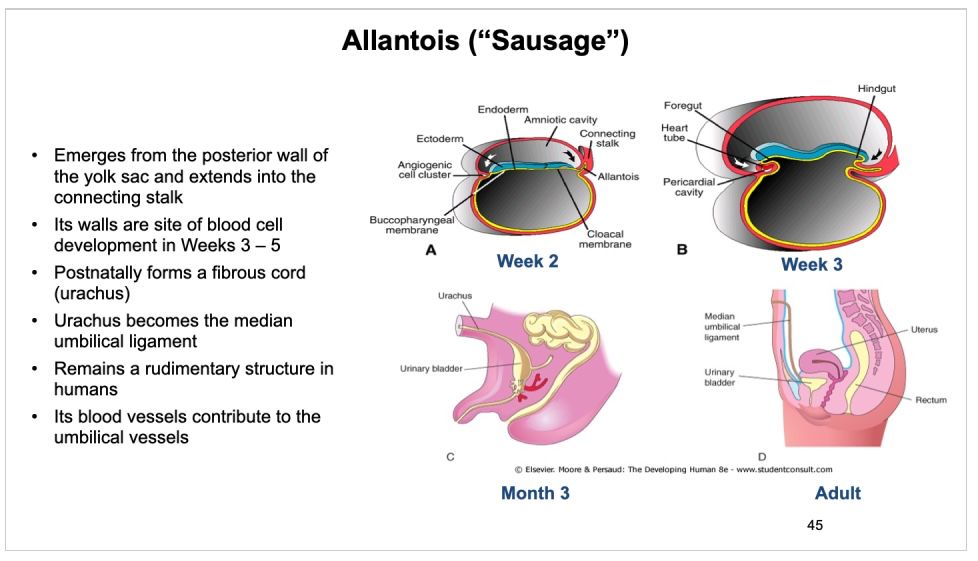 Allantois (“Sausage”)
• Emerges from the posterior wall of
the yolk sac and extends into the
connecting stalk
• Its walls are site of blood cell
development in Weeks 3 – 5
• Postnatally forms a fibrous cord
(urachus)
• Urachus becomes the median
umbilical ligament
• Remains a rudimentary structure in
humans
• Its blood vessels contribute to the
umbilical vessels
Endoderm
Amniotic cavity
Ectoderm
Connecting
stalk
Angiogenic
cell cluster
Allantois
Buccopharyngeal
membrane
Cloacal
membrane
A
Week 2
Hindgut
Foregut
Heart
tube
Pericardial
cavity
B
Week 3
Urachus
Urinary bladder
C
Median
umbilical
ligament
Uterus
Urinary
bladder
Rectum
D
© Elsevier. Moore & Persaud: The Developing Human 8e - www.studentconsult.com
Month 3
Adult
45